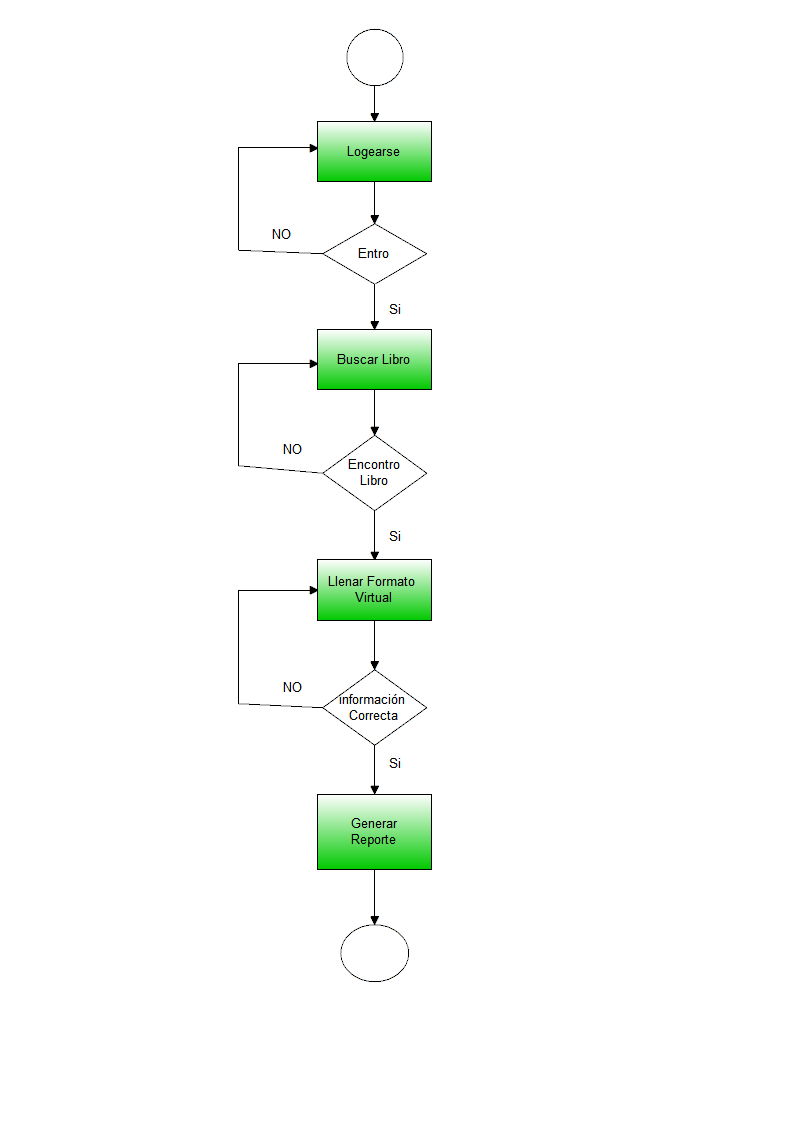 Logearse
NO
Entro
Si
Buscar Libro
NO
Encontro
Libro
Si
Llenar Formato
Virtual
NO
información
Correcta
Si
Generar
Reporte